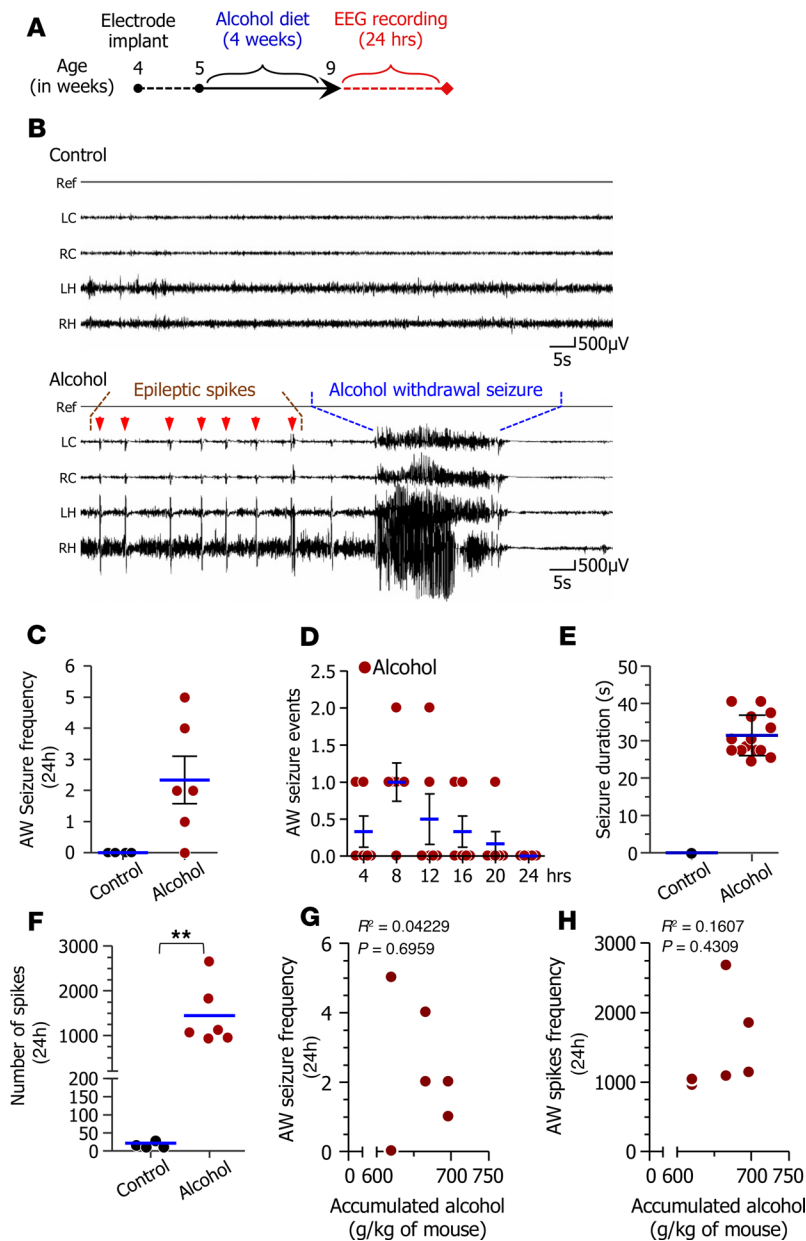 A
Electrode
implant
Alcohol diet
(4 weeks)
EEG recording
(24 hrs)
Age
(in weeks)
4
5
9
B
Control
Ref
LC
RC
LH
RH
500µV
5s
Alcohol
Epileptic spikes
Alcohol withdrawal seizure
Ref
LC
RC
LH
RH
500µV
5s
C
AW Seizure frequency
(24h)
6
5
4
3
2
1
0
Control
Alcohol
D
AW seizure events
Alcohol
2.5
2.0
1.5
1.0
0.5
0.0
4 8 12 16 20 24 hrs
E
Seizure duration (s)
50
40
30
20
10
0
Control
Alcohol
F
Number of spikes
(24h)
**
3000
2000
1000
200
150
100
50
0
Control
Alcohol
G
R² = 0.04229
P = 0.6959
AW seizure frequency
(24h)
6
4
2
0
0 600 700 750
Accumulated alcohol
(g/kg of mouse)
H
R² = 0.1607
P = 0.4309
AW spikes frequency
(24h)
3000
2000
1000
0
0 600 700 750
Accumulated alcohol
(g/kg of mouse)